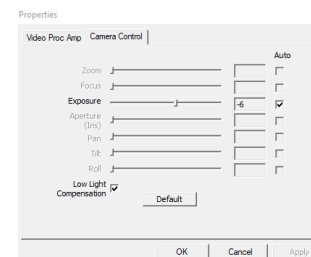 Properties
Video Proc Amp Camera Control
Auto
Zoom
Focus
Exposure -6
Aperture
(Iris)
Pan
Tilt
Roll
Low Light
Compensation
Default
OK Cancel Apply